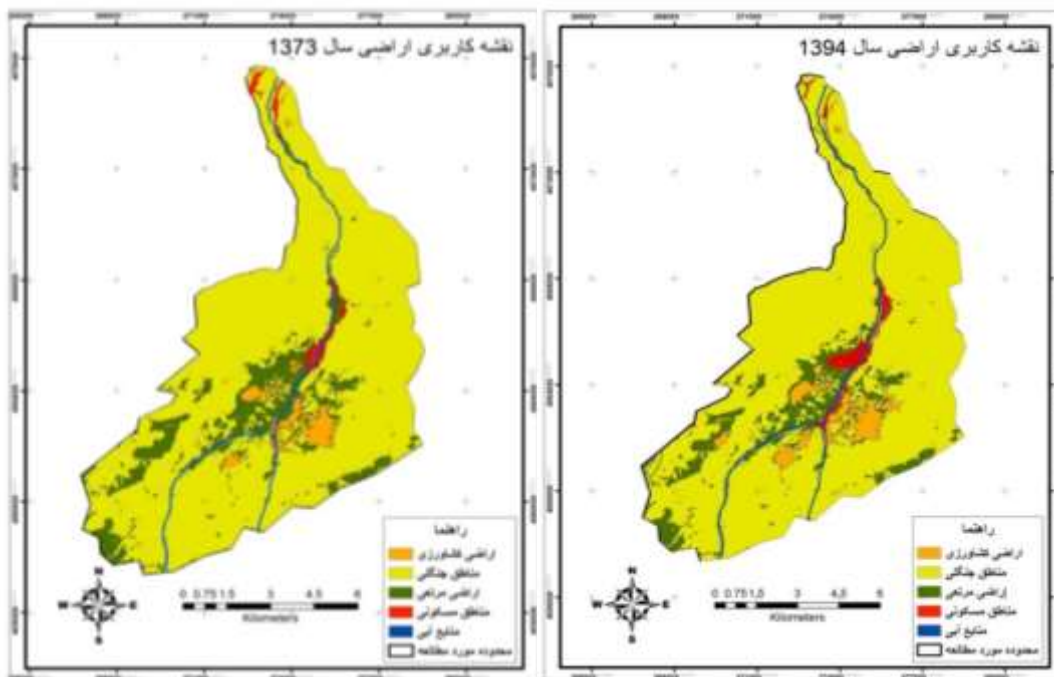 نقشه کاربری اراضی سال 1373
راهنما
اراضی کشاورزی
مناطق جنگلی
اراضی مرتعی
مناطق مسکونی
منابع آبی
محدوده مورد مطالعه
N
W
E
S
0 0.75 1.5 3 4.5 6
Kilometers
نقشه کاربری اراضی سال 1394
راهنما
اراضی کشاورزی
مناطق جنگلی
اراضی مرتعی
مناطق مسکونی
منابع آبی
محدوده مورد مطالعه
N
W
E
S
0 0.75 1.5 3 4.5 6
Kilometers